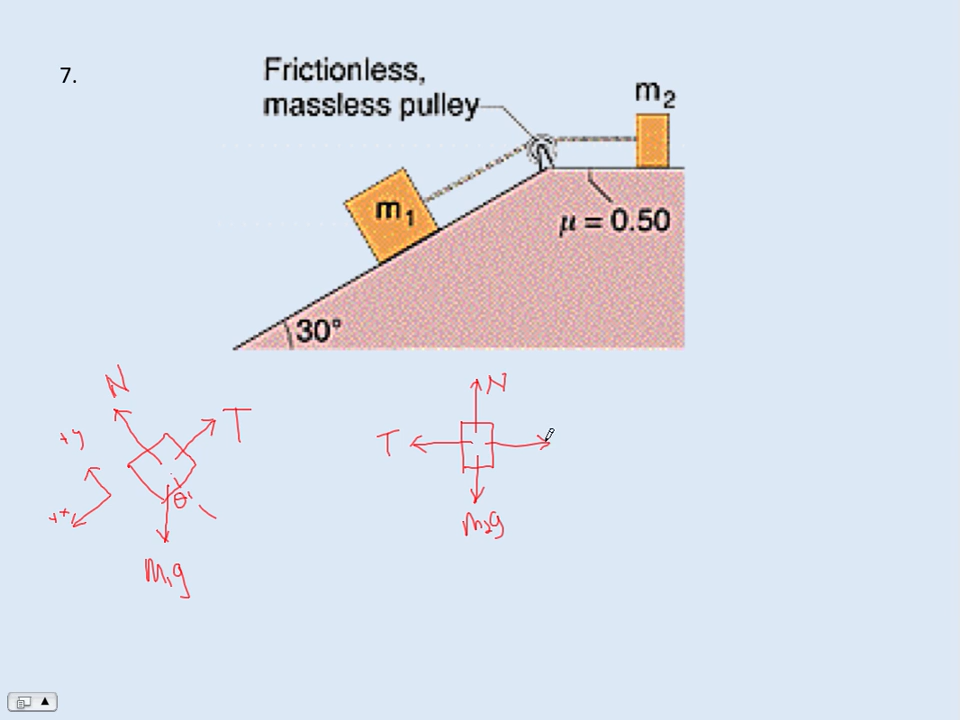 7.
Frictionless,
massless pulley
m₂
m₁
μ = 0.50
30°
N
T
+y
+x
θ
m₁g
N
T
m₂g